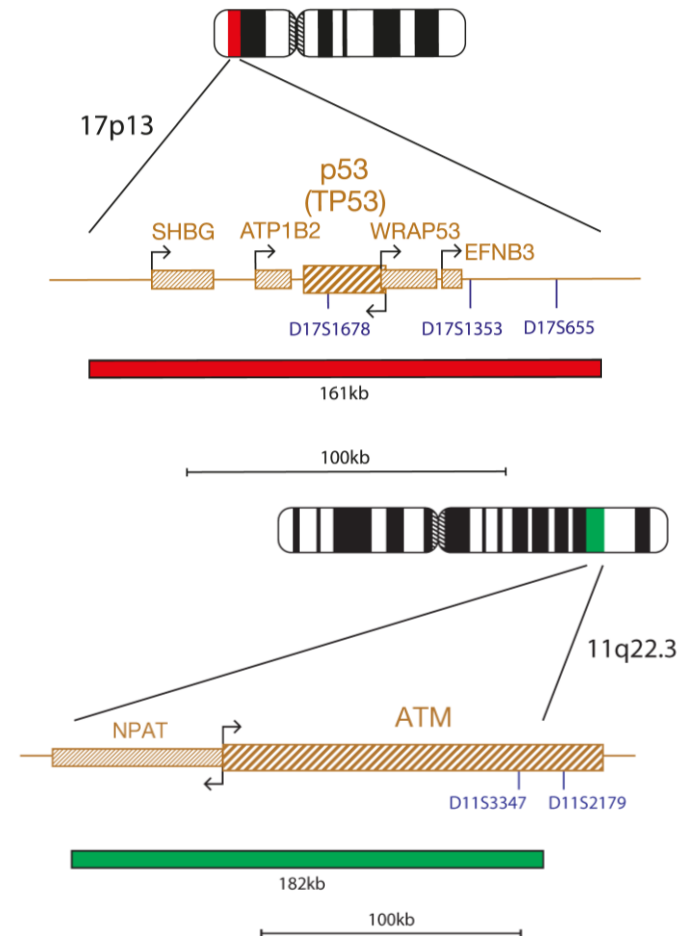 17p13
p53
(TP53)
SHBG
ATP1B2
WRAP53
EFNB3
D17S1678
D17S1353
D17S655
161kb
100kb
11q22.3
NPAT
ATM
D11S3347
D11S2179
182kb
100kb